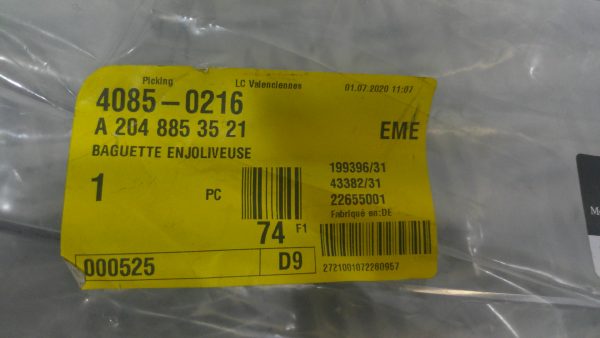 Picking LC Valenciennes 01.07.2020 11:07
4085-0216
A 204 885 35 21 EME
BAGUETTE ENJOLIVEUSE
199396/31
1 PC 43382/31
22655001
Fabriqué en:DE
74 F1
000525 D9
2721001072260957